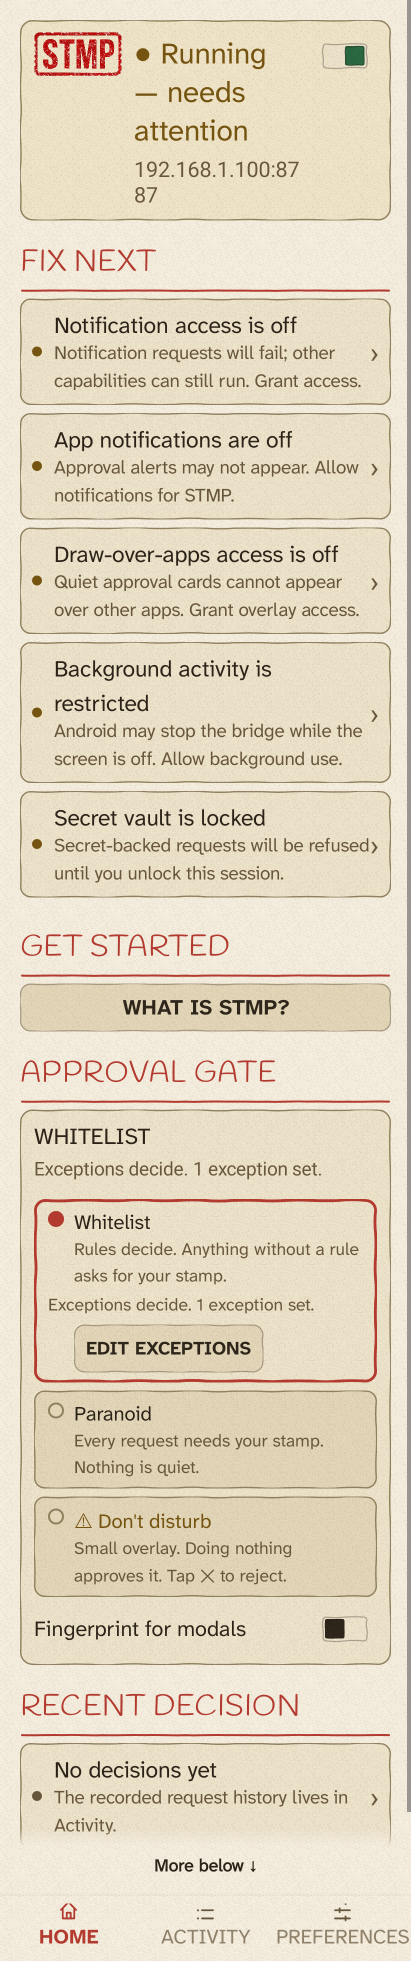 STMP
● Running
— needs
attention
192.168.1.100:87
87
FIX NEXT
Notification access is off
Notification requests will fail; other
capabilities can still run. Grant access.
App notifications are off
Approval alerts may not appear. Allow
notifications for STMP.
Draw-over-apps access is off
Quiet approval cards cannot appear
over other apps. Grant overlay access.
Background activity is
restricted
Android may stop the bridge while the
screen is off. Allow background use.
Secret vault is locked
Secret-backed requests will be refused
until you unlock this session.
GET STARTED
WHAT IS STMP?
APPROVAL GATE
WHITELIST
Exceptions decide. 1 exception set.
Whitelist
Rules decide. Anything without a rule
asks for your stamp.
Exceptions decide. 1 exception set.
EDIT EXCEPTIONS
Paranoid
Every request needs your stamp.
Nothing is quiet.
⚠ Don't disturb
Small overlay. Doing nothing
approves it. Tap ✕ to reject.
Fingerprint for modals
RECENT DECISION
No decisions yet
The recorded request history lives in
Activity.
More below ↓
HOME
ACTIVITY
PREFERENCES